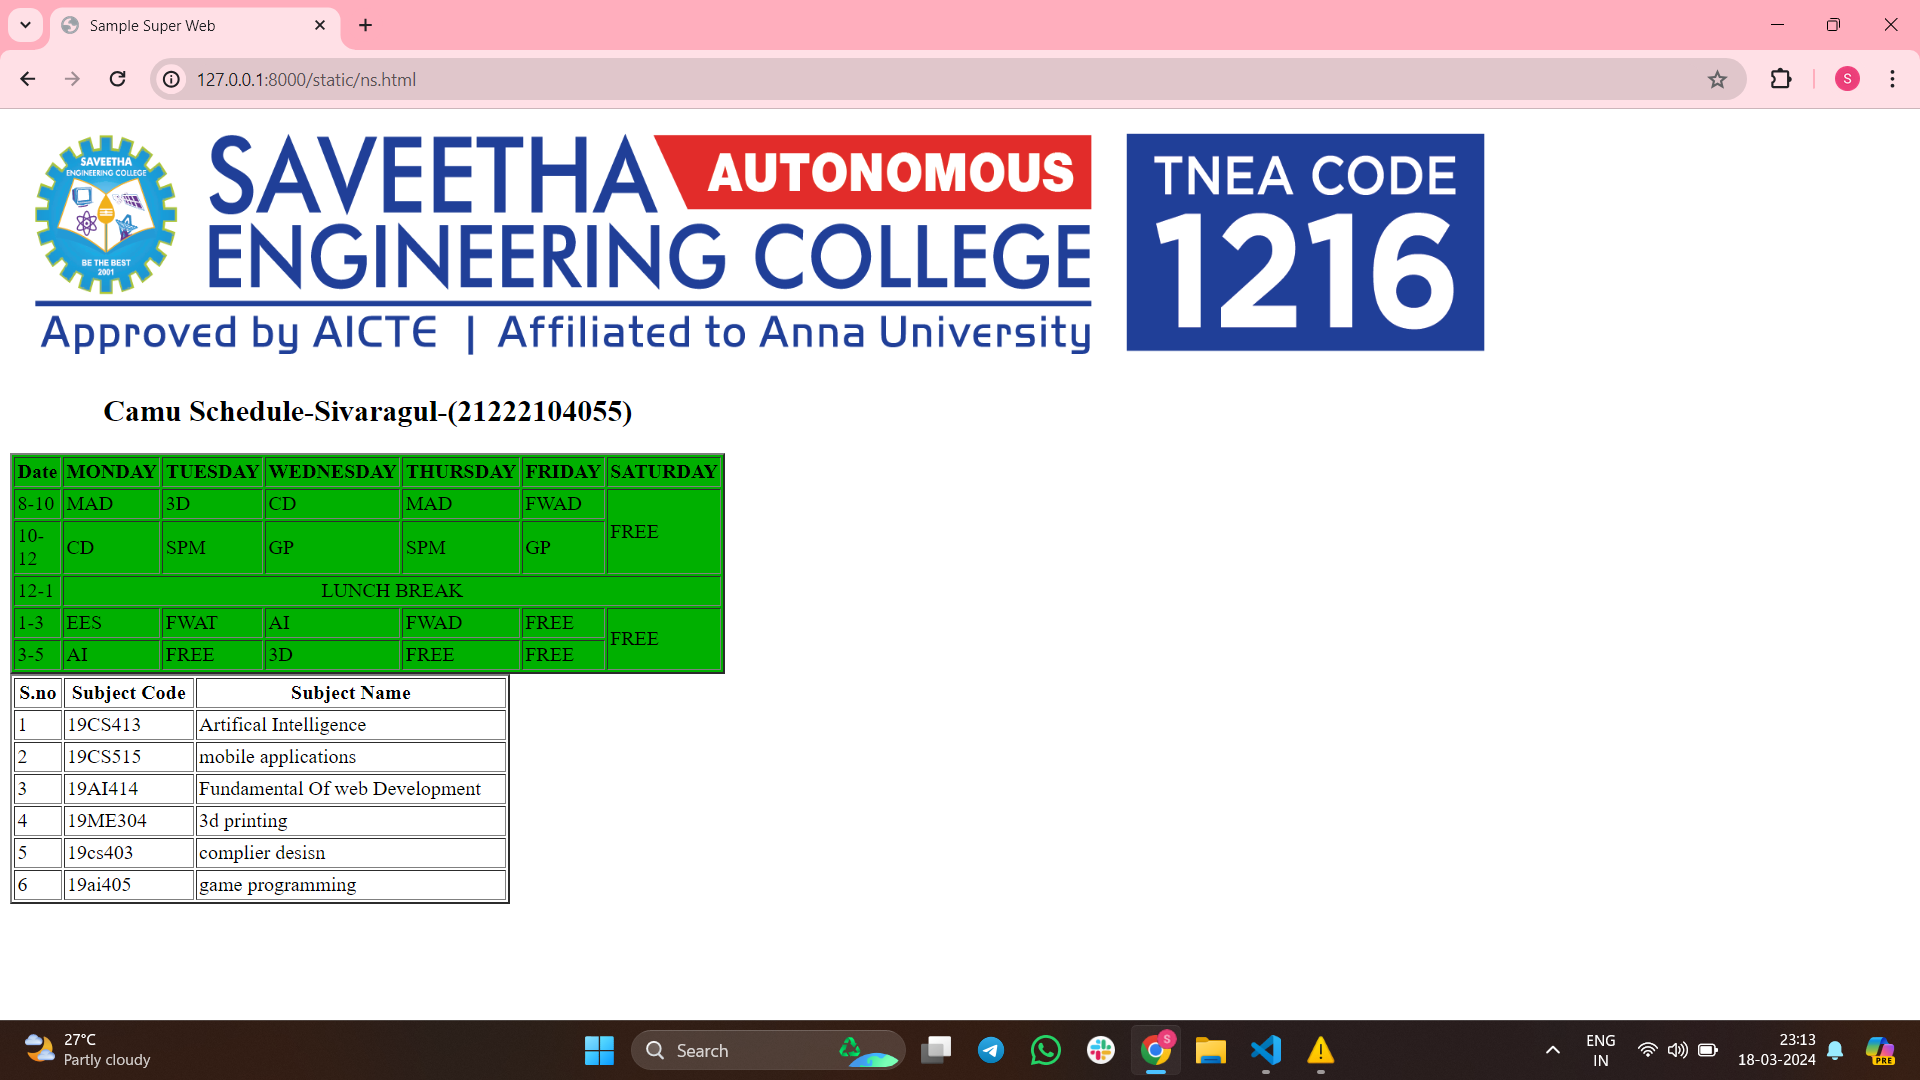 Sample Super Web
127.0.0.1:8000/static/ns.html
S
SAVEETHA
ENGINEERING COLLEGE
BE THE BEST
2001
SAVEETHA AUTONOMOUS
ENGINEERING COLLEGE
Approved by AICTE | Affiliated to Anna University
TNEA CODE
1216
Camu Schedule-Sivaragul-(21222104055)
Date MONDAY TUESDAY WEDNESDAY THURSDAY FRIDAY SATURDAY
8-10 MAD 3D CD MAD FWAD FREE
10-12 CD SPM GP SPM GP
12-1 LUNCH BREAK
1-3 EES FWAT AI FWAD FREE FREE
3-5 AI FREE 3D FREE FREE
S.no Subject Code Subject Name
1 19CS413 Artifical Intelligence
2 19CS515 mobile applications
3 19AI414 Fundamental Of web Development
4 19ME304 3d printing
5 19cs403 complier desisn
6 19ai405 game programming
27°C
Partly cloudy
Search
S
ENG
IN
23:13
18-03-2024
PRE